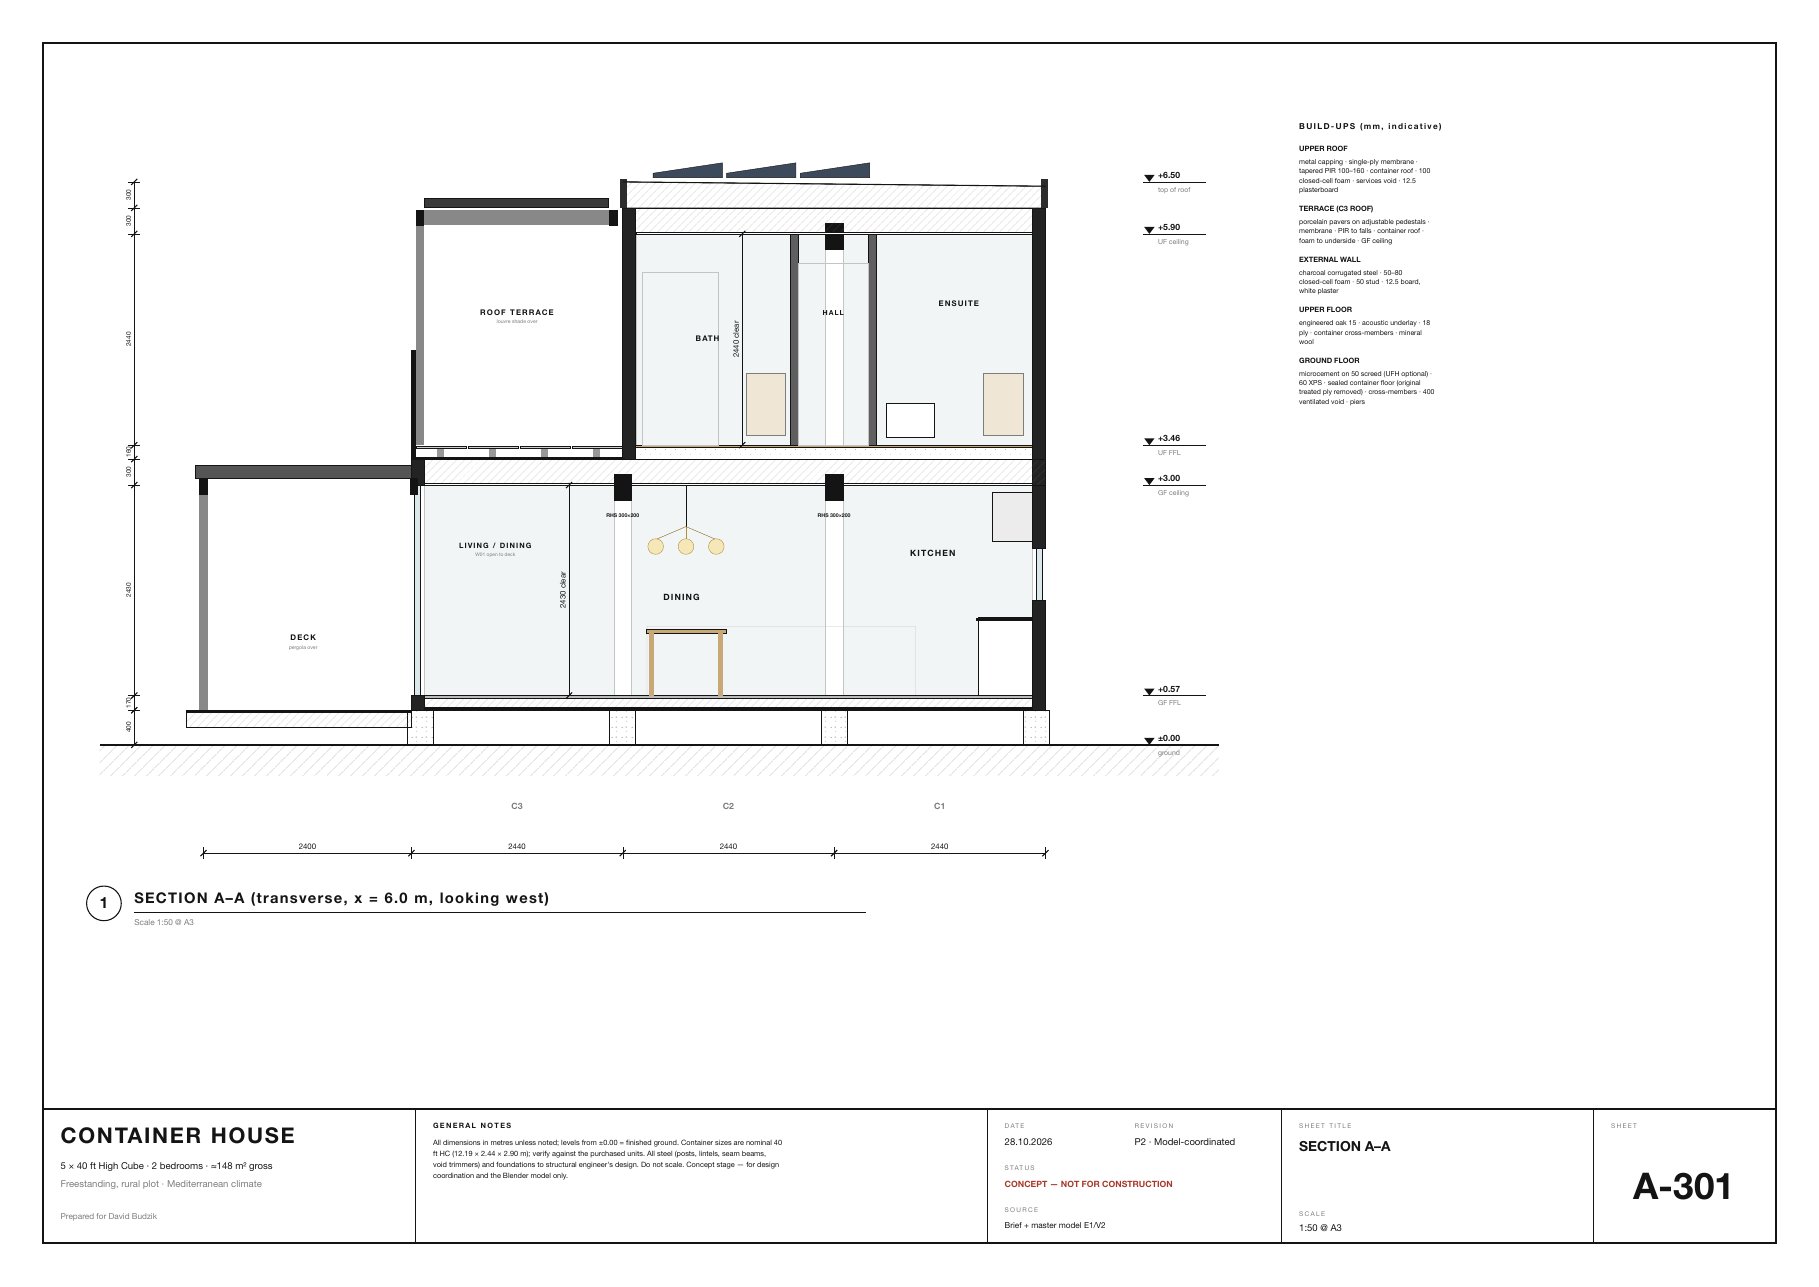 BUILD-UPS (mm, indicative)
UPPER ROOF
metal capping · single-ply membrane ·
tapered PIR 100–160 · container roof · 100
closed-cell foam · services void · 12.5
plasterboard
TERRACE (C3 ROOF)
porcelain pavers on adjustable pedestals ·
membrane · PIR to falls · container roof ·
foam to underside · GF ceiling
EXTERNAL WALL
charcoal corrugated steel · 50–80
closed-cell foam · 50 stud · 12.5 board,
white plaster
UPPER FLOOR
engineered oak 15 · acoustic underlay · 18
ply · container cross-members · mineral
wool
GROUND FLOOR
microcement on 50 screed (UFH optional) ·
60 XPS · sealed container floor (original
treated ply removed) · cross-members · 400
ventilated void · piers
+6.50
top of roof
+5.90
UF ceiling
+3.46
UF FFL
+3.00
GF ceiling
+0.57
GF FFL
±0.00
ground
300
300
2440
160
300
2430
170
400
ROOF TERRACE
louvre shade over
BATH
2440 clear
HALL
ENSUITE
RHS 300×200
RHS 300×200
LIVING / DINING
W01 open to deck
2430 clear
DINING
KITCHEN
DECK
pergola over
C3
C2
C1
2400
2440
2440
2440
1
SECTION A–A (transverse, x = 6.0 m, looking west)
Scale 1:50 @ A3
CONTAINER HOUSE
5 × 40 ft High Cube · 2 bedrooms · ≈148 m² gross
Freestanding, rural plot · Mediterranean climate
Prepared for David Budzik
GENERAL NOTES
All dimensions in metres unless noted; levels from ±0.00 = finished ground. Container sizes are nominal 40
ft HC (12.19 × 2.44 × 2.90 m); verify against the purchased units. All steel (posts, lintels, seam beams,
void trimmers) and foundations to structural engineer's design. Do not scale. Concept stage — for design
coordination and the Blender model only.
DATE
28.10.2026
REVISION
P2 · Model-coordinated
STATUS
CONCEPT — NOT FOR CONSTRUCTION
SOURCE
Brief + master model E1/V2
SHEET TITLE
SECTION A–A
SCALE
1:50 @ A3
SHEET
A-301